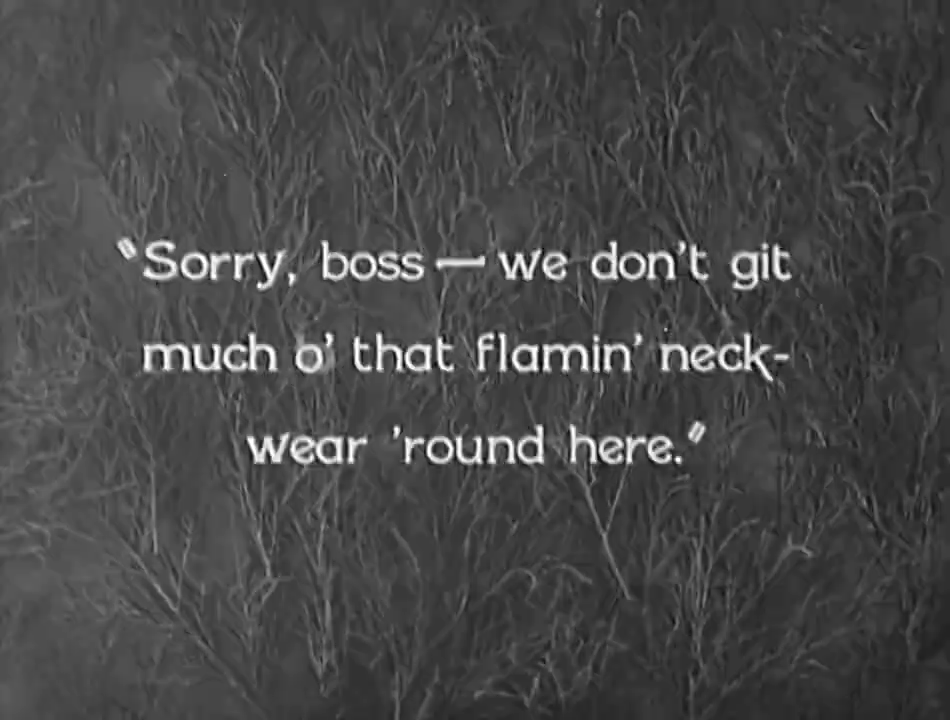 "Sorry, boss — we don't git
much o' that flamin' neck-
wear 'round here."